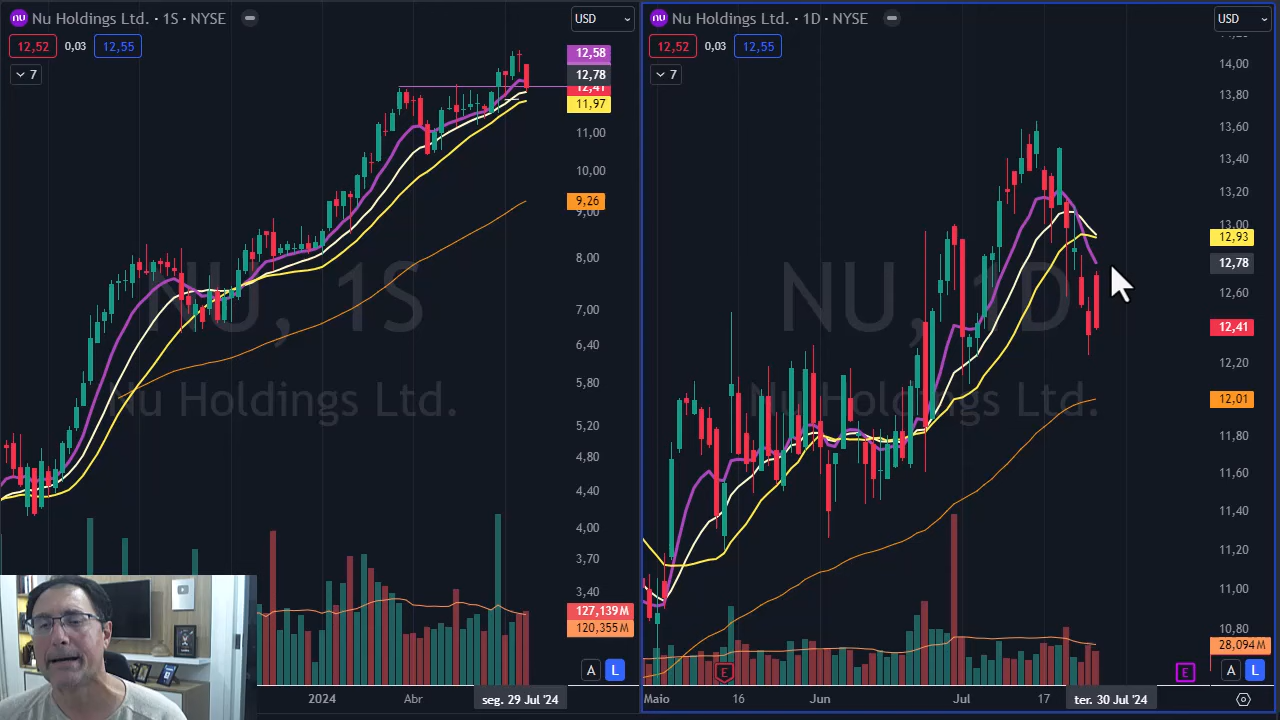 Nu Holdings Ltd. · 1S · NYSE
12,52 0,03 12,55
7
USD
12,58
12,78
12,41
11,97
11,00
10,00
9,26
9,00
8,00
7,00
6,40
5,80
5,20
4,80
4,40
4,00
3,70
3,40
127,139M
120,355M
NU, 1S
Nu Holdings Ltd.
A L
2024 Abr seg. 29 Jul '24
Nu Holdings Ltd. · 1D · NYSE
12,52 0,03 12,55
7
USD
14,00
13,80
13,60
13,40
13,20
13,00
12,93
12,78
12,60
12,41
12,20
12,01
11,80
11,60
11,40
11,20
11,00
10,80
28,094M
NU, 1D
Nu Holdings Ltd.
E
E
A L
Maio 16 Jun Jul 17 ter. 30 Jul '24